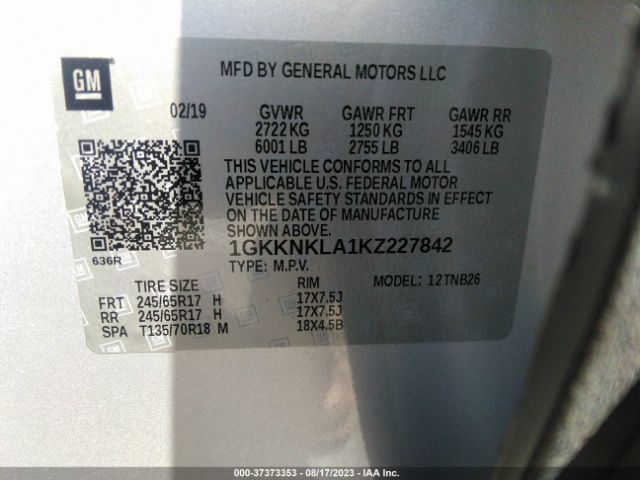 GM
MFD BY GENERAL MOTORS LLC
02/19 GVWR GAWR FRT GAWR RR
2722 KG 1250 KG 1545 KG
6001 LB 2755 LB 3406 LB
THIS VEHICLE CONFORMS TO ALL
APPLICABLE U.S. FEDERAL MOTOR
VEHICLE SAFETY STANDARDS IN EFFECT
ON THE DATE OF MANUFACTURE
SHOWN ABOVE.
636R 1GKKNKLA1KZ227842
TYPE: M.P.V. MODEL: 12TNB26
TIRE SIZE RIM
FRT 245/65R17 H 17X7.5J
RR 245/65R17 H 17X7.5J
SPA T135/70R18 M 18X4.5B
000-37373353 - 08/17/2023 - IAA Inc.